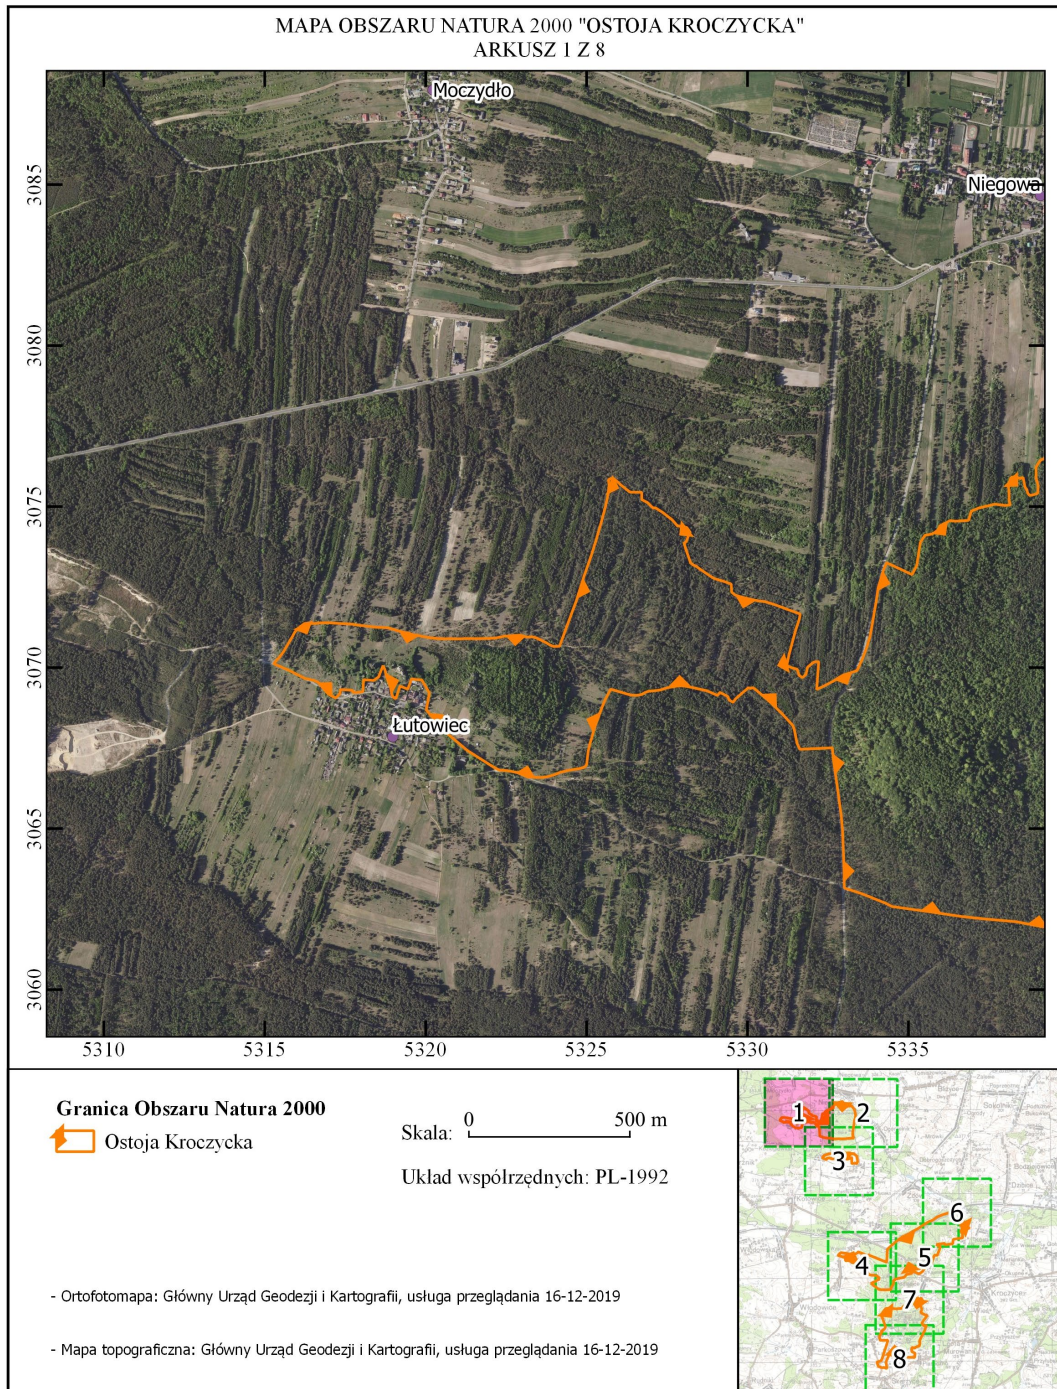 MAPA OBSZARU NATURA 2000 "OSTOJA KROCZYCKA"
ARKUSZ 1 Z 8
Moczydło
Niegowa
Łutowiec
3085
3080
3075
3070
3065
3060
5310 5315 5320 5325 5330 5335
Granica Obszaru Natura 2000
Ostoja Kroczycka
Skala: 0 500 m
Układ współrzędnych: PL-1992
- Ortofotomapa: Główny Urząd Geodezji i Kartografii, usługa przeglądania 16-12-2019
- Mapa topograficzna: Główny Urząd Geodezji i Kartografii, usługa przeglądania 16-12-2019
1
2
3
6
5
4
7
8